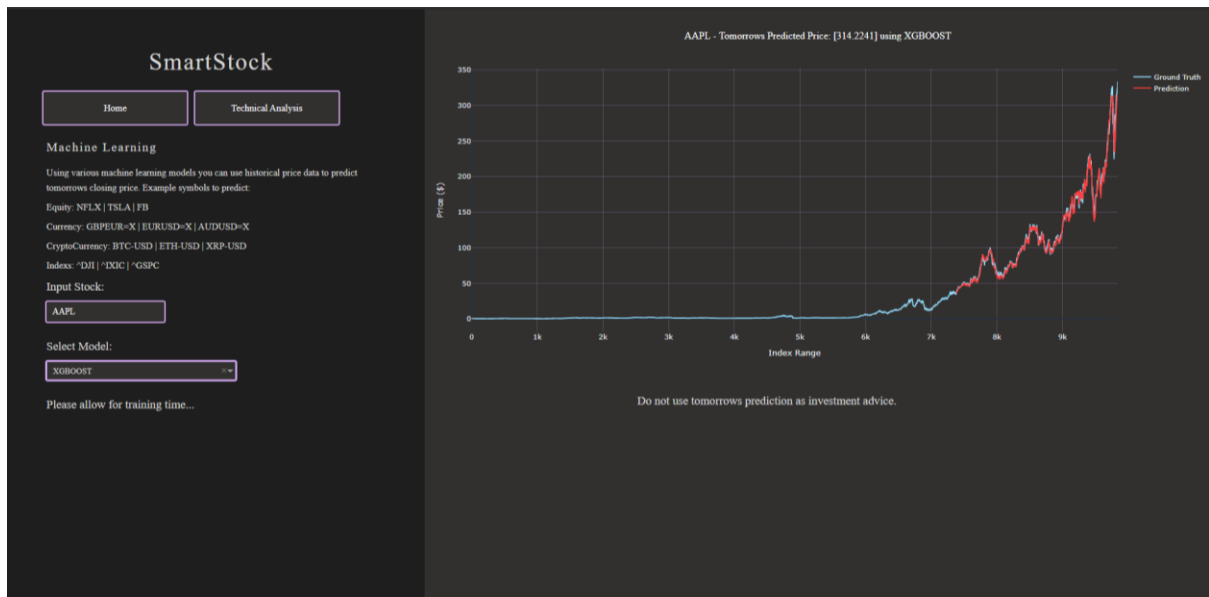 SmartStock
Home
Technical Analysis
Machine Learning
Using various machine learning models you can use historical price data to predict
tomorrows closing price. Example symbols to predict:
Equity: NFLX | TSLA | FB
Currency: GBPEUR=X | EURUSD=X | AUDUSD=X
CryptoCurrency: BTC-USD | ETH-USD | XRP-USD
Indexs: ^DJI | ^IXIC | ^GSPC
Input Stock:
AAPL
Select Model:
XGBOOST
Please allow for training time...
AAPL - Tomorrows Predicted Price: [314.2241] using XGBOOST
Ground Truth
Prediction
350
300
250
200
150
100
50
0
Price ($)
0 1k 2k 3k 4k 5k 6k 7k 8k 9k
Index Range
Do not use tomorrows prediction as investment advice.